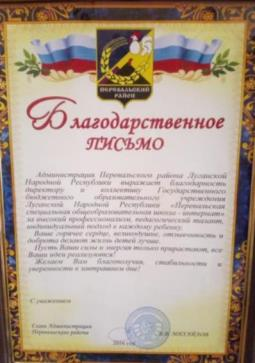 ПЕРЕВАЛЬСКИЙ
РАЙОН
Благодарственное
ПИСЬМО
Администрация Перевальского района Луганской
Народной Республики выражает благодарность
директору и коллективу Государственного
бюджетного образовательного учреждения
Луганской Народной Республики «Перевальская
специальная общеобразовательная школа - интернат»
за высокий профессионализм, педагогический талант,
индивидуальный подход к каждому ребенку.
Ваше горячее сердце, великодушие, отзывчивость и
доброта делают жизнь детей лучше.
Пусть Ваши силы и энергия только прирастают, все
Ваши идеи реализуются!
Желаем Вам благополучия, стабильности и
уверенности в завтрашнем дне!
С уважением
Глава Администрации
Перевальского района
2016 год